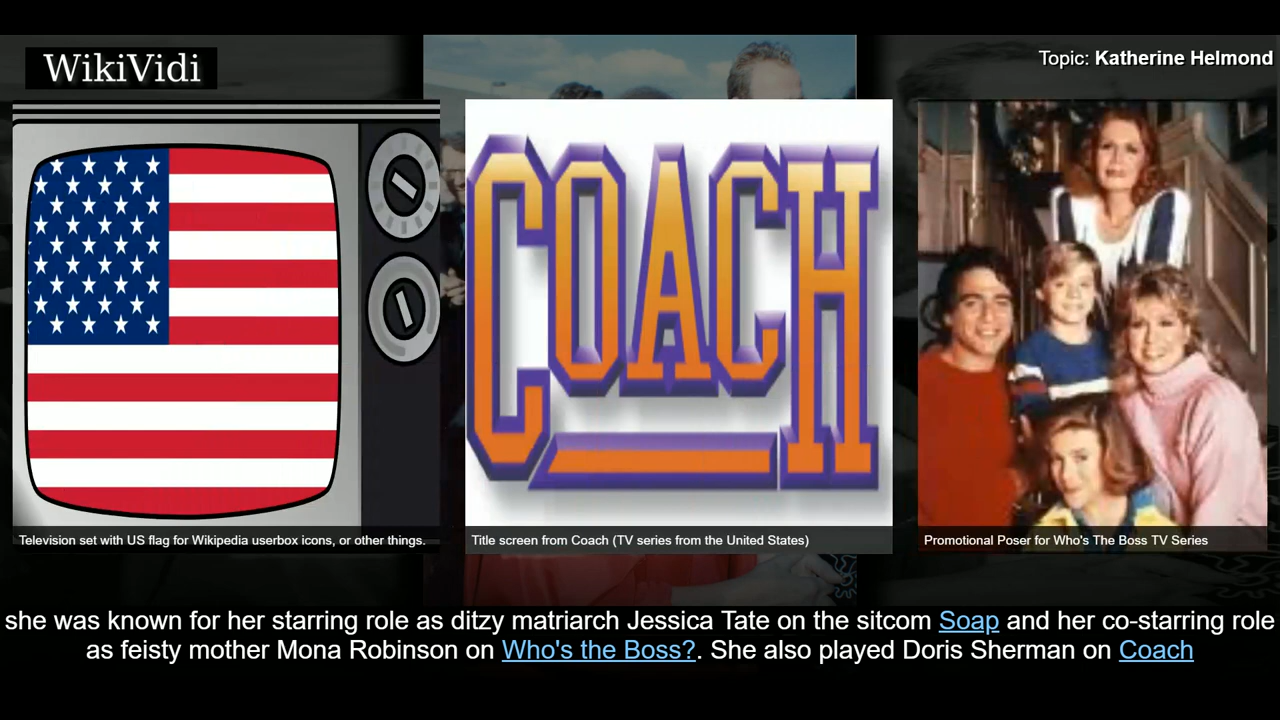 WikiVidi
Topic: Katherine Helmond
COACH
Television set with US flag for Wikipedia userbox icons, or other things.
Title screen from Coach (TV series from the United States)
Promotional Poser for Who's The Boss TV Series
she was known for her starring role as ditzy matriarch Jessica Tate on the sitcom Soap and her co-starring role
as feisty mother Mona Robinson on Who's the Boss?. She also played Doris Sherman on Coach